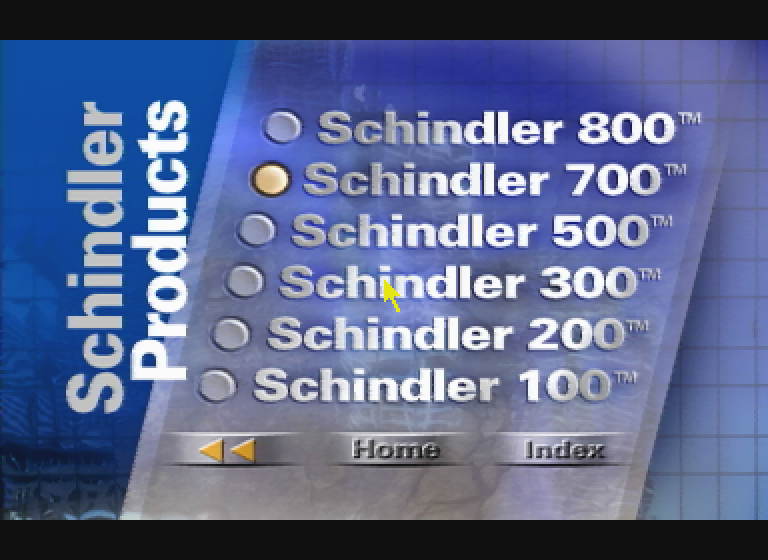 Schindler
Products
Schindler 800™
Schindler 700™
Schindler 500™
Schindler 300™
Schindler 200™
Schindler 100™
Home
Index